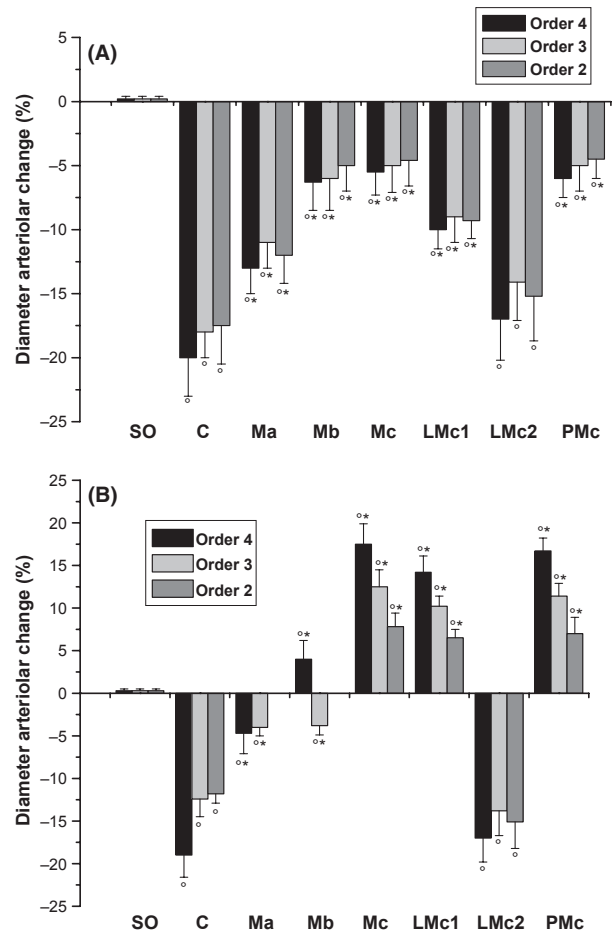 Order 4
Order 3
Order 2
(A)
Diameter arteriolar change (%)
5
0
–5
–10
–15
–20
–25
° ° °
°* °* °*
°* °* °*
°* °* °*
°* °* °*
° ° °
°* °* °*
SO C Ma Mb Mc LMc1 LMc2 PMc
(B)
Order 4
Order 3
Order 2
Diameter arteriolar change (%)
25
20
15
10
5
0
–5
–10
–15
–20
–25
° ° °
°* °*
°* °*
°* °* °*
°* °* °*
° ° °
°* °* °*
SO C Ma Mb Mc LMc1 LMc2 PMc